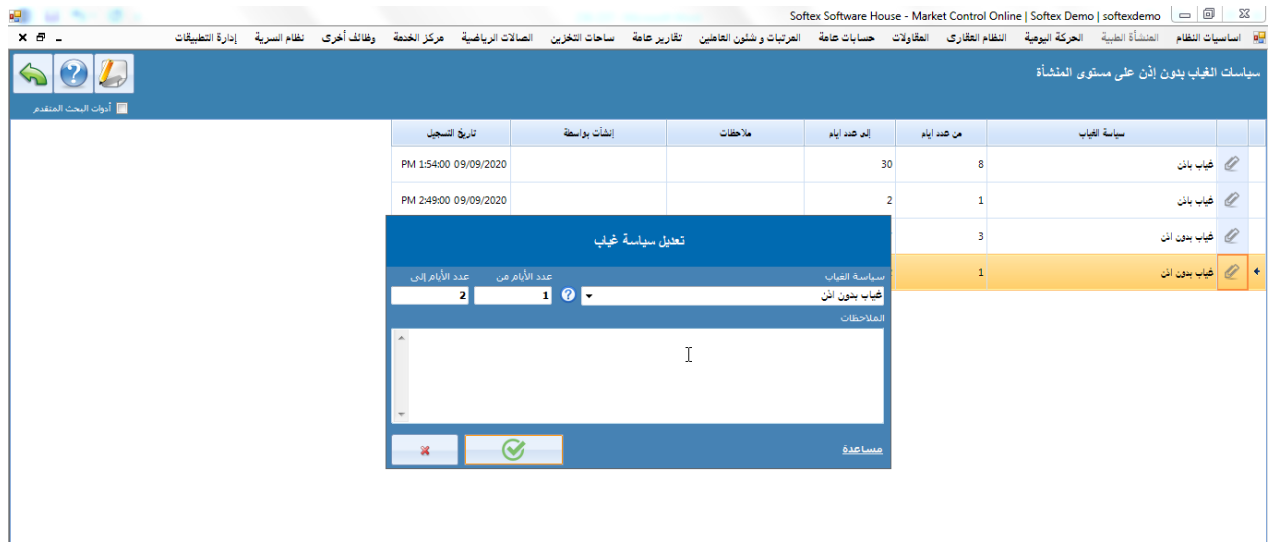 Softex Software House - Market Control Online | Softex Demo | softexdemo
اساسيات النظام المنشأة الطبية الحركة اليومية النظام العقارى المقاولات حسابات عامة المرتبات و شئون العاملين تقارير عامة ساحات التخزين الصالات الرياضية مركز الخدمة وظائف أخرى نظام السرية إدارة التطبيقات
سياسات الغياب بدون إذن على مستوى المنشأة
أدوات البحث المتقدم
سياسة الغياب من عدد ايام إلى عدد ايام ملاحظات إنشأت بواسطة تاريخ التسجيل
غياب باذن 8 30 09/09/2020 1:54:00 PM
غياب باذن 1 2 09/09/2020 2:49:00 PM
غياب بدون اذن 3
غياب بدون اذن 1
تعديل سياسة غياب
سياسة الغياب عدد الأيام من عدد الأيام إلى
غياب بدون اذن 1 2
الملاحظات
مساعدة